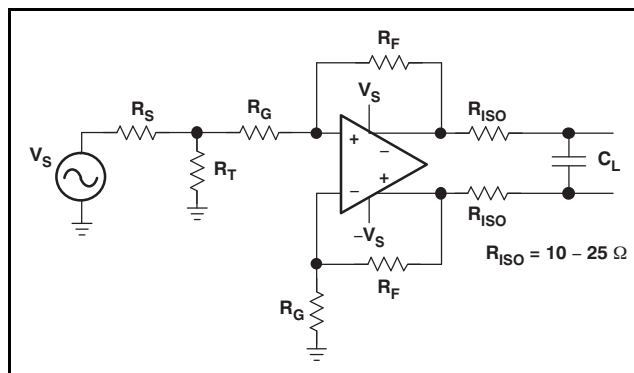 R_F
V_S
R_S
R_G
R_ISO
+
−
V_S
R_T
C_L
+
−
R_ISO
−V_S
R_ISO = 10 − 25 Ω
R_F
R_G